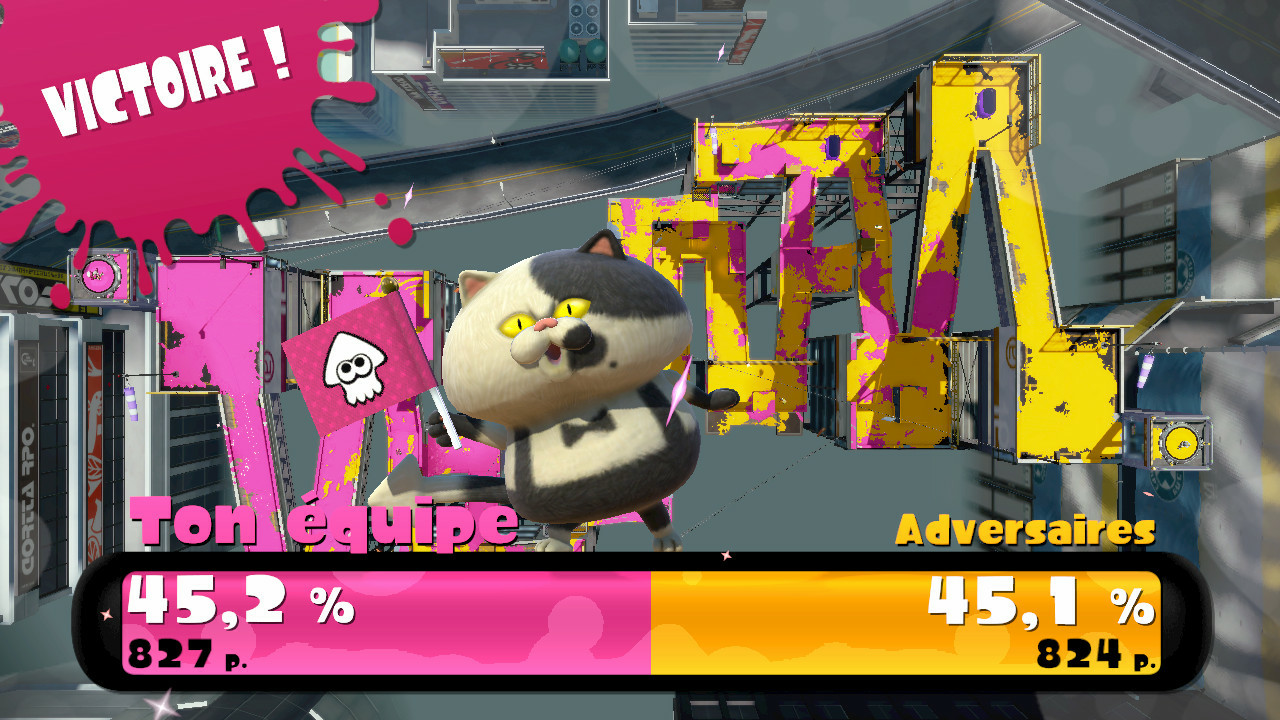 VICTOIRE !
Ton équipe
Adversaires
45,2 %
45,1 %
827 p.
824 p.